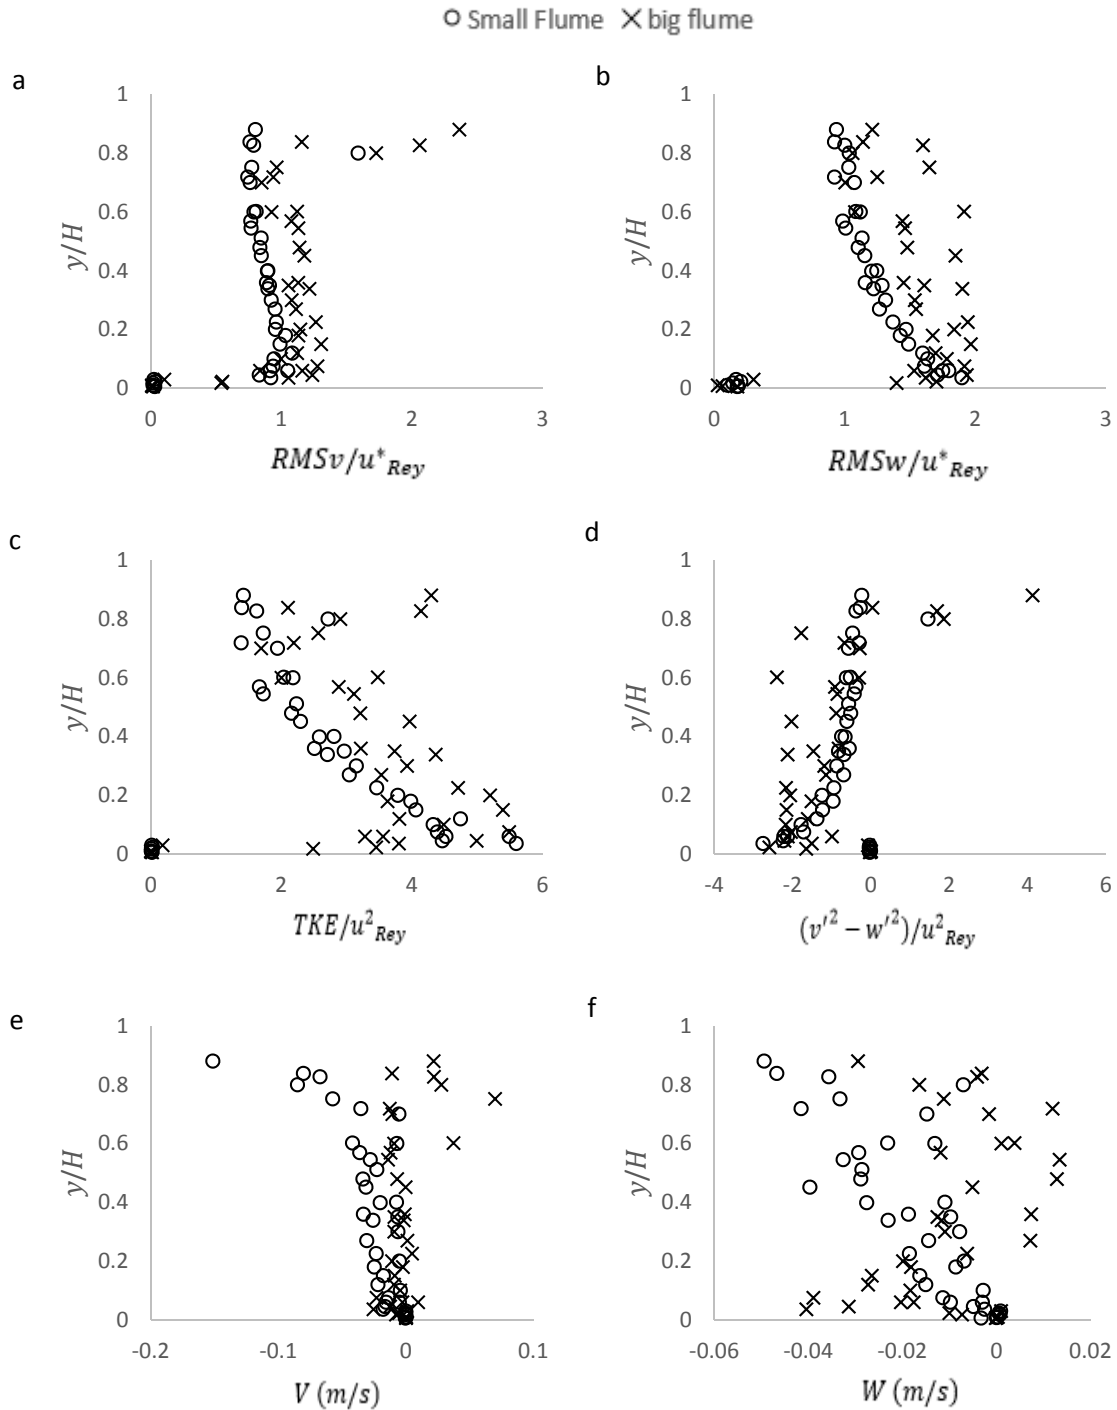 Small Flume big flume
a
1
0.8
0.6
0.4
0.2
0
y/H
0 1 2 3
RMSv/u*Rey
b
1
0.8
0.6
0.4
0.2
0
y/H
0 1 2 3
RMSw/u*Rey
c
1
0.8
0.6
0.4
0.2
0
y/H
0 2 4 6
TKE/u²Rey
d
1
0.8
0.6
0.4
0.2
0
y/H
-4 -2 0 2 4 6
(v'² − w'²)/u²Rey
e
1
0.8
0.6
0.4
0.2
0
y/H
-0.2 -0.1 0 0.1
V (m/s)
f
1
0.8
0.6
0.4
0.2
0
y/H
-0.06 -0.04 -0.02 0 0.02
W (m/s)